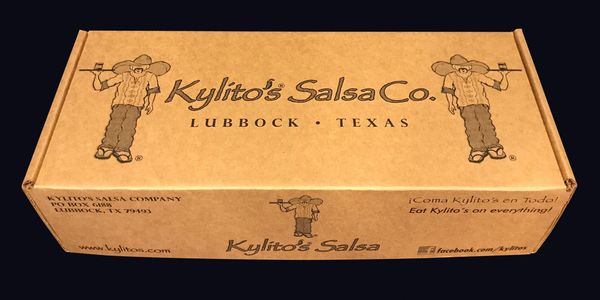 Kylito's® Salsa Co.
LUBBOCK • TEXAS
®
®
KYLITO'S SALSA COMPANY
PO BOX 6188
LUBBOCK, TX 79493
www.kylitos.com
®
Kylito's Salsa
¡Coma Kylito's en Todo!
Eat Kylito's on everything!
facebook.com/kylitos